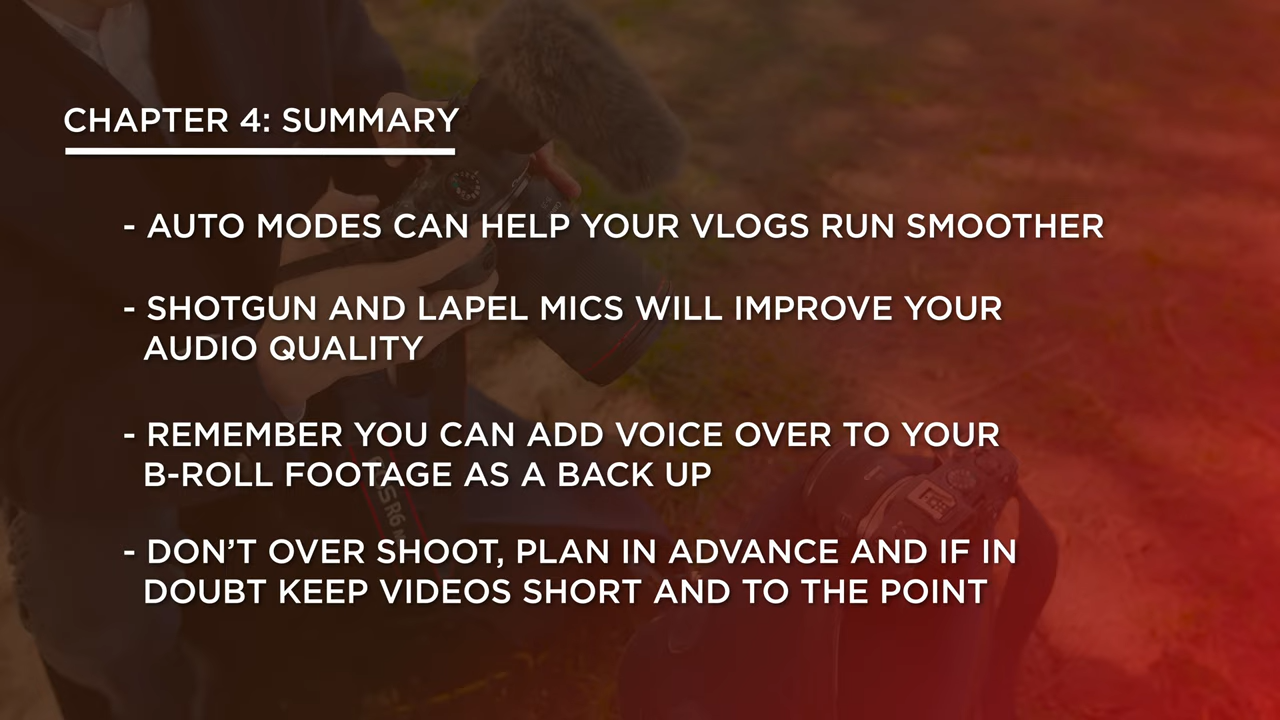 CHAPTER 4: SUMMARY
- AUTO MODES CAN HELP YOUR VLOGS RUN SMOOTHER
- SHOTGUN AND LAPEL MICS WILL IMPROVE YOUR
AUDIO QUALITY
- REMEMBER YOU CAN ADD VOICE OVER TO YOUR
B-ROLL FOOTAGE AS A BACK UP
- DON’T OVER SHOOT, PLAN IN ADVANCE AND IF IN
DOUBT KEEP VIDEOS SHORT AND TO THE POINT
R6